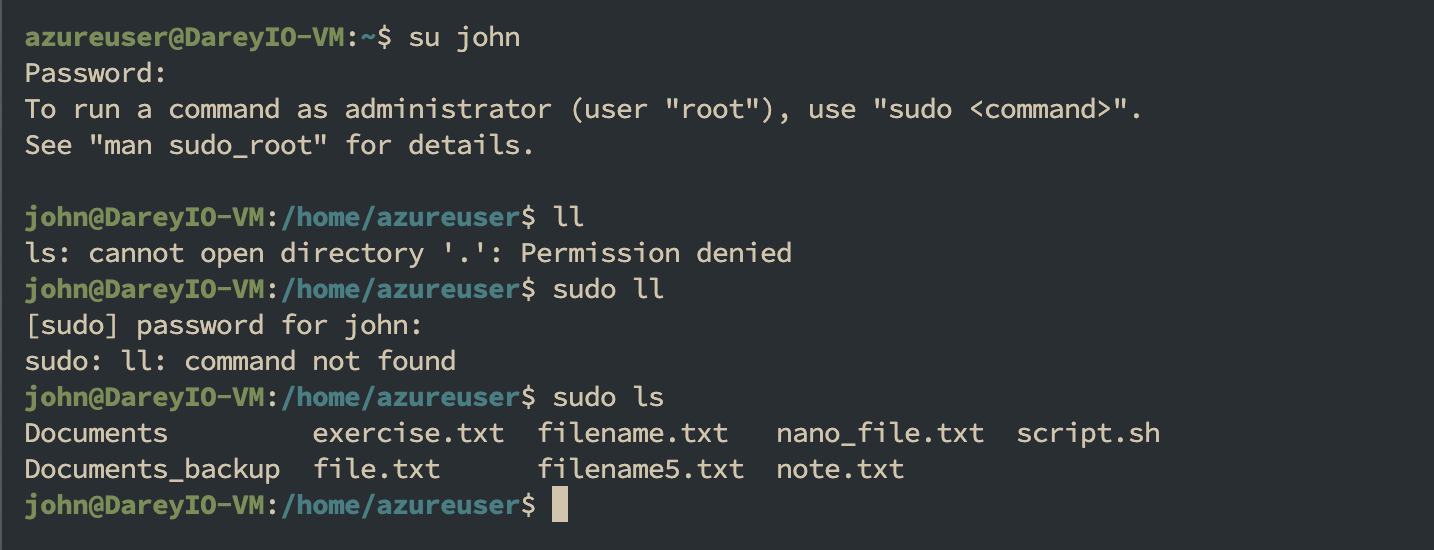 azureuser@DareyIO-VM:~$ su john
Password:
To run a command as administrator (user "root"), use "sudo <command>".
See "man sudo_root" for details.

john@DareyIO-VM:/home/azureuser$ ll
ls: cannot open directory '.': Permission denied
john@DareyIO-VM:/home/azureuser$ sudo ll
[sudo] password for john:
sudo: ll: command not found
john@DareyIO-VM:/home/azureuser$ sudo ls
Documents         exercise.txt  filename.txt   nano_file.txt  script.sh
Documents_backup  file.txt      filename5.txt  note.txt
john@DareyIO-VM:/home/azureuser$